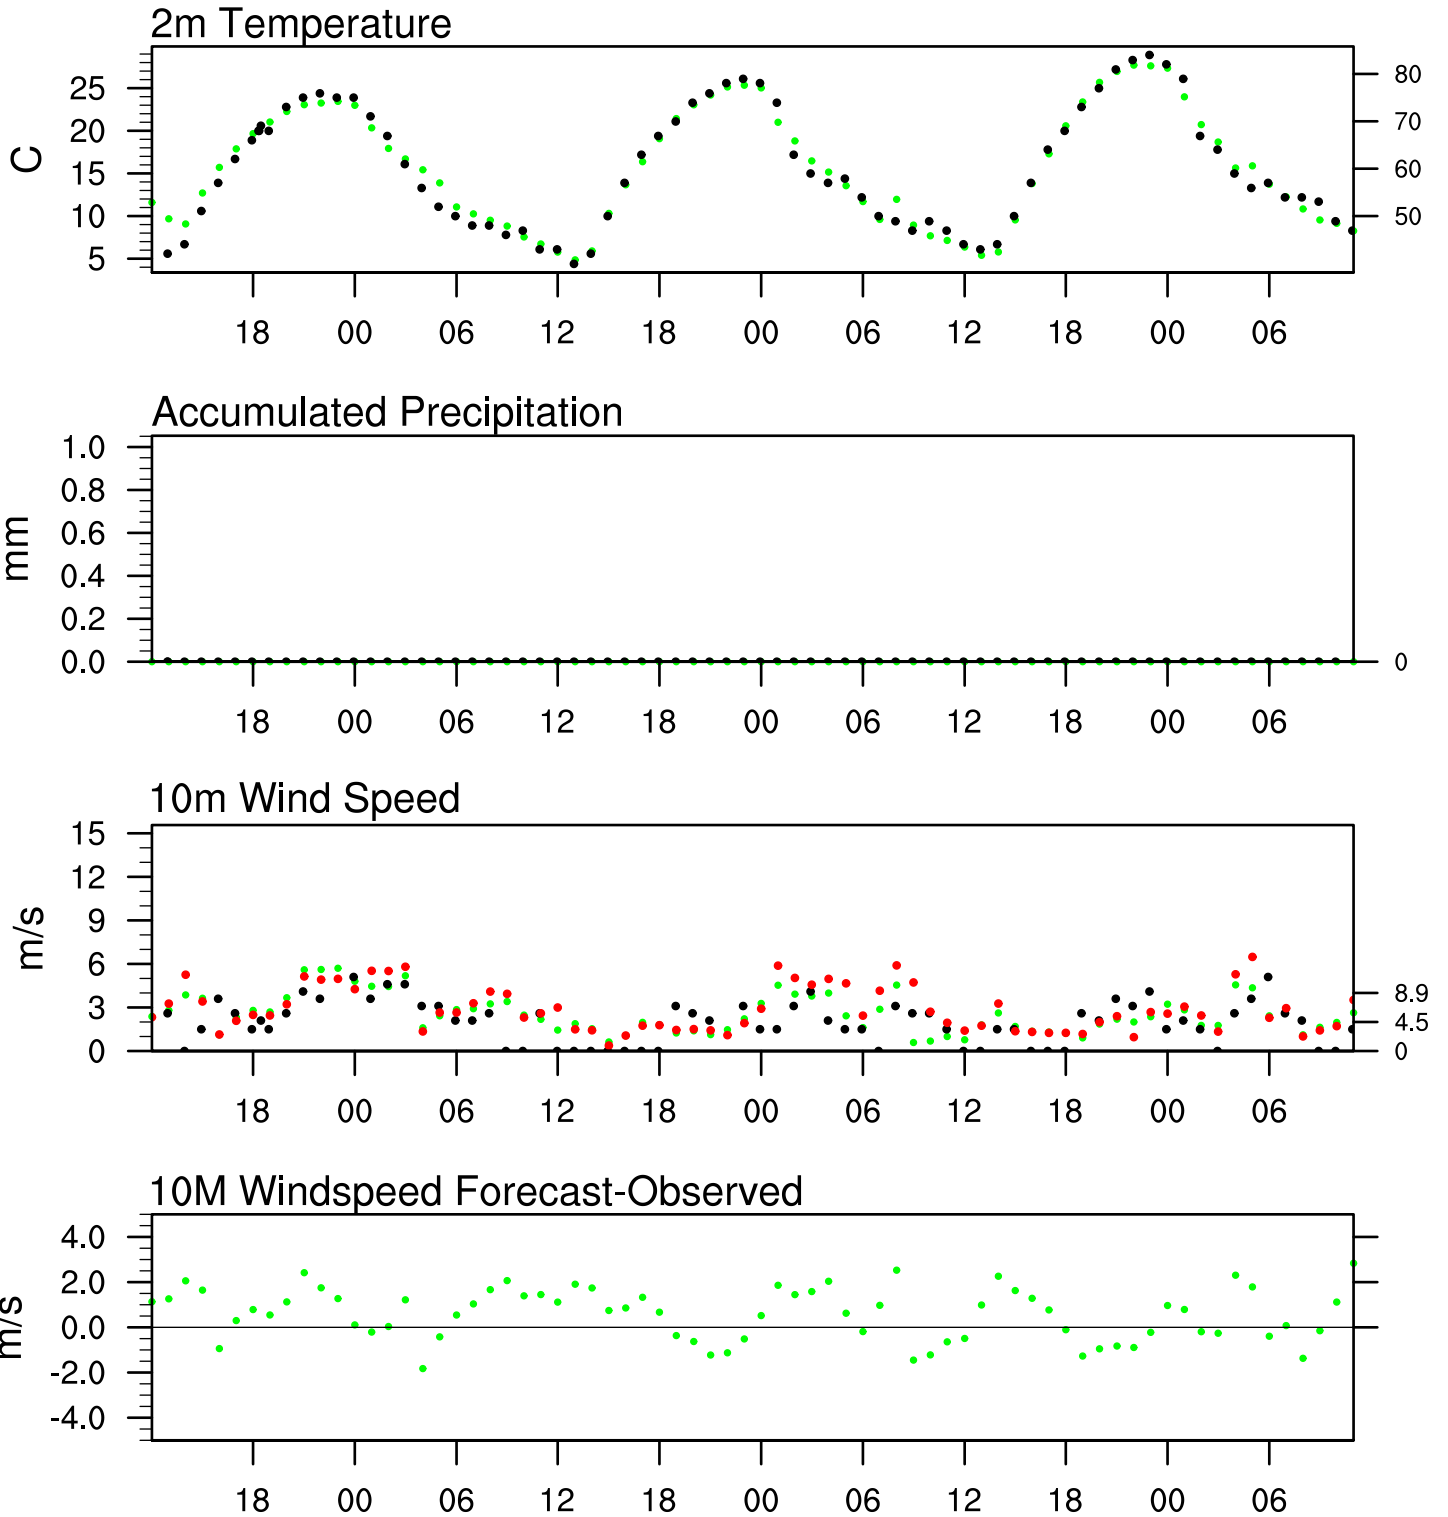 2m Temperature
25
20
15
10
5
C
80
70
60
50
18 00 06 12 18 00 06 12 18 00 06
Accumulated Precipitation
1.0
0.8
0.6
0.4
0.2
0.0
mm
0
18 00 06 12 18 00 06 12 18 00 06
10m Wind Speed
15
12
9
6
3
0
m/s
8.9
4.5
0
18 00 06 12 18 00 06 12 18 00 06
10M Windspeed Forecast-Observed
4.0
2.0
0.0
-2.0
-4.0
m/s
18 00 06 12 18 00 06 12 18 00 06